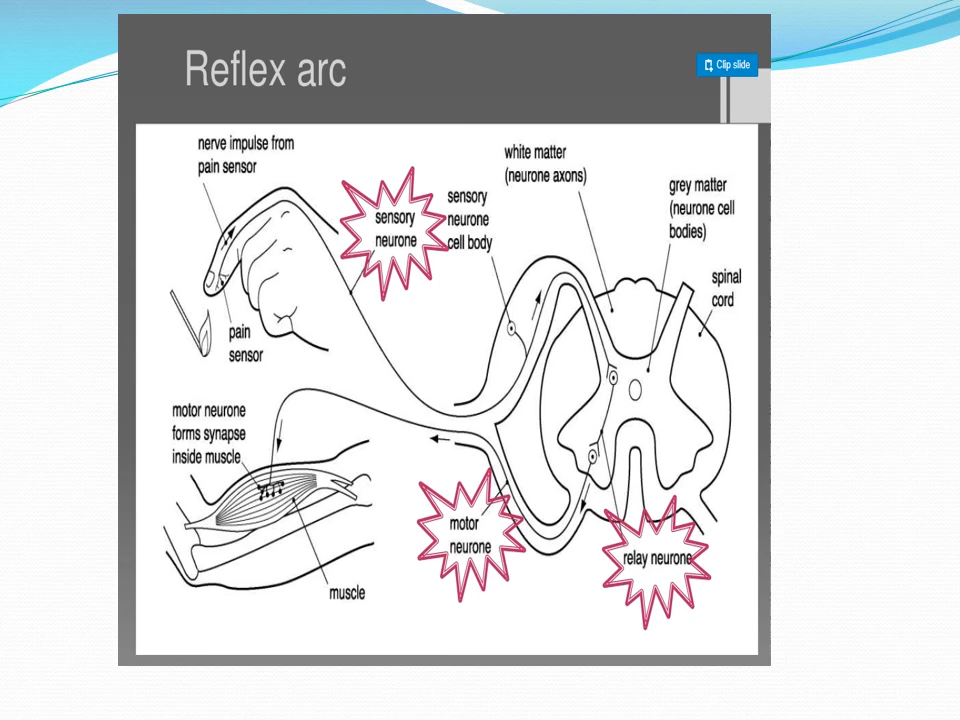 Reflex arc
Clip slide
nerve impulse from
pain sensor
sensory
neurone
sensory
neurone
cell body
white matter
(neurone axons)
grey matter
(neurone cell
bodies)
spinal
cord
pain
sensor
motor neurone
forms synapse
inside muscle
motor
neurone
relay neurone
muscle